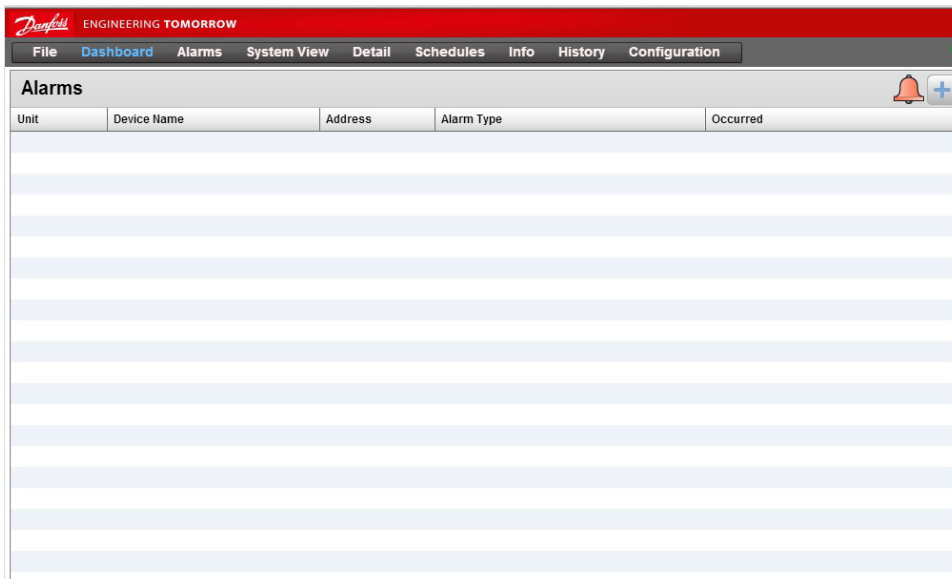 Danfoss ENGINEERING TOMORROW
File Dashboard Alarms System View Detail Schedules Info History Configuration
Alarms
Unit Device Name Address Alarm Type Occurred